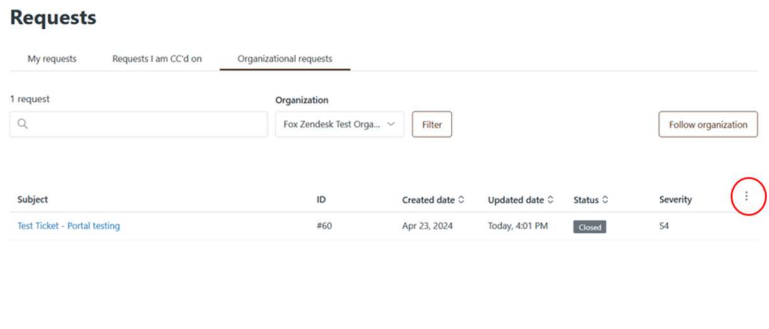 Requests
My requests Requests I am CC'd on Organizational requests
1 request Organization
Fox Zendesk Test Orga... Filter Follow organization
Subject ID Created date Updated date Status Severity
Test Ticket - Portal testing #60 Apr 23, 2024 Today, 4:01 PM Closed S4